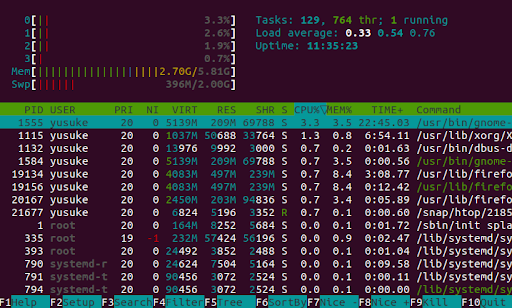 0[|| 3.3%] Tasks: 129, 764 thr; 1 running
1[|| 2.6%] Load average: 0.33 0.54 0.76
2[|| 1.9%] Uptime: 11:35:23
3[| 0.7%]
Mem[||||||||||||||||||||2.70G/5.81G]
Swp[|||||| 396M/2.00G]
PID USER PRI NI VIRT RES SHR S CPU%▽MEM% TIME+ Command
1555 yusuke 20 0 5139M 209M 69788 S 3.3 3.5 22:45.03 /usr/bin/gnome-
1115 yusuke 20 0 1037M 50688 33764 S 1.3 0.8 6:54.11 /usr/lib/xorg/X
1132 yusuke 20 0 13976 9992 3000 S 0.7 0.2 0:01.63 /usr/bin/dbus-d
1584 yusuke 20 0 5139M 209M 69788 S 0.7 3.5 0:00.56 /usr/bin/gnome-
19134 yusuke 20 0 4083M 497M 239M S 0.7 8.4 3:08.77 /usr/lib/firefo
19156 yusuke 20 0 4083M 497M 239M S 0.7 8.4 0:12.42 /usr/lib/firefo
20167 yusuke 20 0 2450M 203M 94836 S 0.7 3.4 0:05.89 /usr/lib/firefo
21677 yusuke 20 0 6824 5196 3352 R 0.7 0.1 0:00.60 /snap/htop/2185
1 root 20 0 164M 8252 5684 S 0.0 0.1 0:01.72 /sbin/init spla
335 root 19 -1 232M 57424 56196 S 0.0 0.9 0:02.47 /lib/systemd/sy
379 root 20 0 24492 3852 2488 S 0.0 0.1 0:01.04 /lib/systemd/sy
790 systemd-r 20 0 24624 7504 5164 S 0.0 0.1 0:09.58 /lib/systemd/sy
791 systemd-t 20 0 90456 3072 2524 S 0.0 0.1 0:00.24 /lib/systemd/sy
794 systemd-t 20 0 90456 3072 2524 S 0.0 0.1 0:00.00 /lib/systemd/sy
F1Help F2Setup F3SearchF4FilterF5Tree F6SortByF7Nice -F8Nice +F9Kill F10Quit